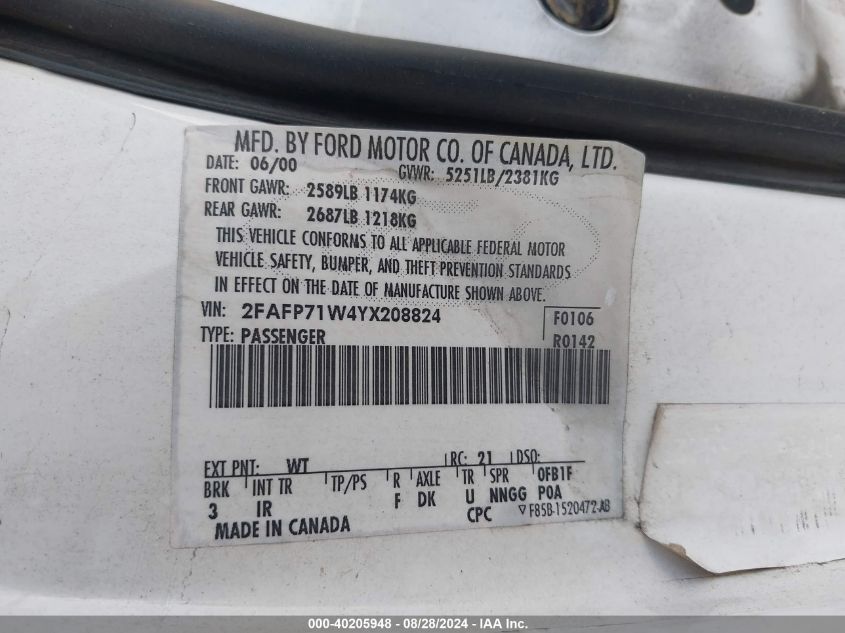 MFD. BY FORD MOTOR CO. OF CANADA, LTD.
DATE: 06/00 GVWR: 5251LB/2381KG
FRONT GAWR: 2589LB 1174KG
REAR GAWR: 2687LB 1218KG
THIS VEHICLE CONFORMS TO ALL APPLICABLE FEDERAL MOTOR
VEHICLE SAFETY, BUMPER, AND THEFT PREVENTION STANDARDS
IN EFFECT ON THE DATE OF MANUFACTURE SHOWN ABOVE.
VIN: 2FAFP71W4YX208824 F0106
TYPE: PASSENGER R0142
EXT PNT: WT RC: 21 DSO:
BRK INT TR TP/PS R AXLE TR SPR 0FB1F
3 IR F DK U NNGG P0A
MADE IN CANADA CPC ▽F85B-1520472-AB
000-40205948 - 08/28/2024 - IAAI Inc.